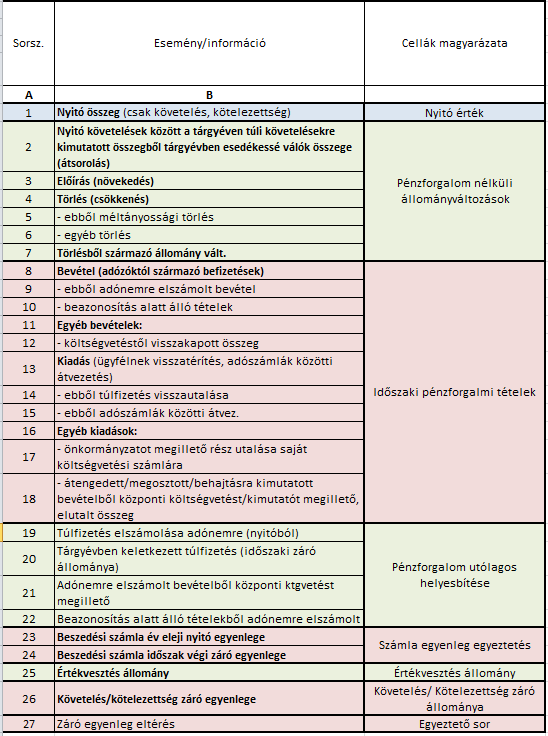 Sorsz. Esemény/információ Cellák magyarázata
A B
1 Nyitó összeg (csak követelés, kötelezettség) Nyitó érték
2 Nyitó követelések között a tárgyéven túli követelésekre
kimutatott összegből tárgyévben esedékessé válók összege
(átsorolás)
3 Előírás (növekedés)
4 Törlés (csökkenés)
5 - ebből méltányossági törlés
6 - egyéb törlés
7 Törlésből származó állomány vált.
Pénzforgalom nélküli
állományváltozások
8 Bevétel (adózóktól származó befizetések)
9 - ebből adónemre elszámolt bevétel
10 - beazonosítás alatt álló tételek
11 Egyéb bevételek:
12 - költségvetéstől visszakapott összeg
13 Kiadás (ügyfélnek visszatérítés, adószámlák közötti
átvezetés)
14 - ebből túlfizetés visszautalása
15 - ebből adószámlák közötti átvez.
16 Egyéb kiadások:
17 - önkormányzatot megillető rész utalása saját
költségvetési számlára
18 - átengedett/megosztott/behajtásra kimutatott
bevételből központi költségvetést/kimutatót megillető,
elutalt összeg
Időszaki pénzforgalmi tételek
19 Túlfizetés elszámolása adónemre (nyitóból)
20 Tárgyévben keletkezett túlfizetés (időszaki záró
állománya)
21 Adónemre elszámolt bevételből központi ktgvetést
megillető
22 Beazonosítás alatt álló tételekből adónemre elszámolt
Pénzforgalom utólagos
helyesbítése
23 Beszedési számla év eleji nyitó egyenlege
24 Beszedési számla időszak végi záró egyenlege
Számla egyenleg egyeztetés
25 Értékvesztés állomány Értékvesztés állomány
26 Követelés/kötelezettség záró egyenlege Követelés/ Kötelezettség záró
állománya
27 Záró egyenleg eltérés Egyeztető sor